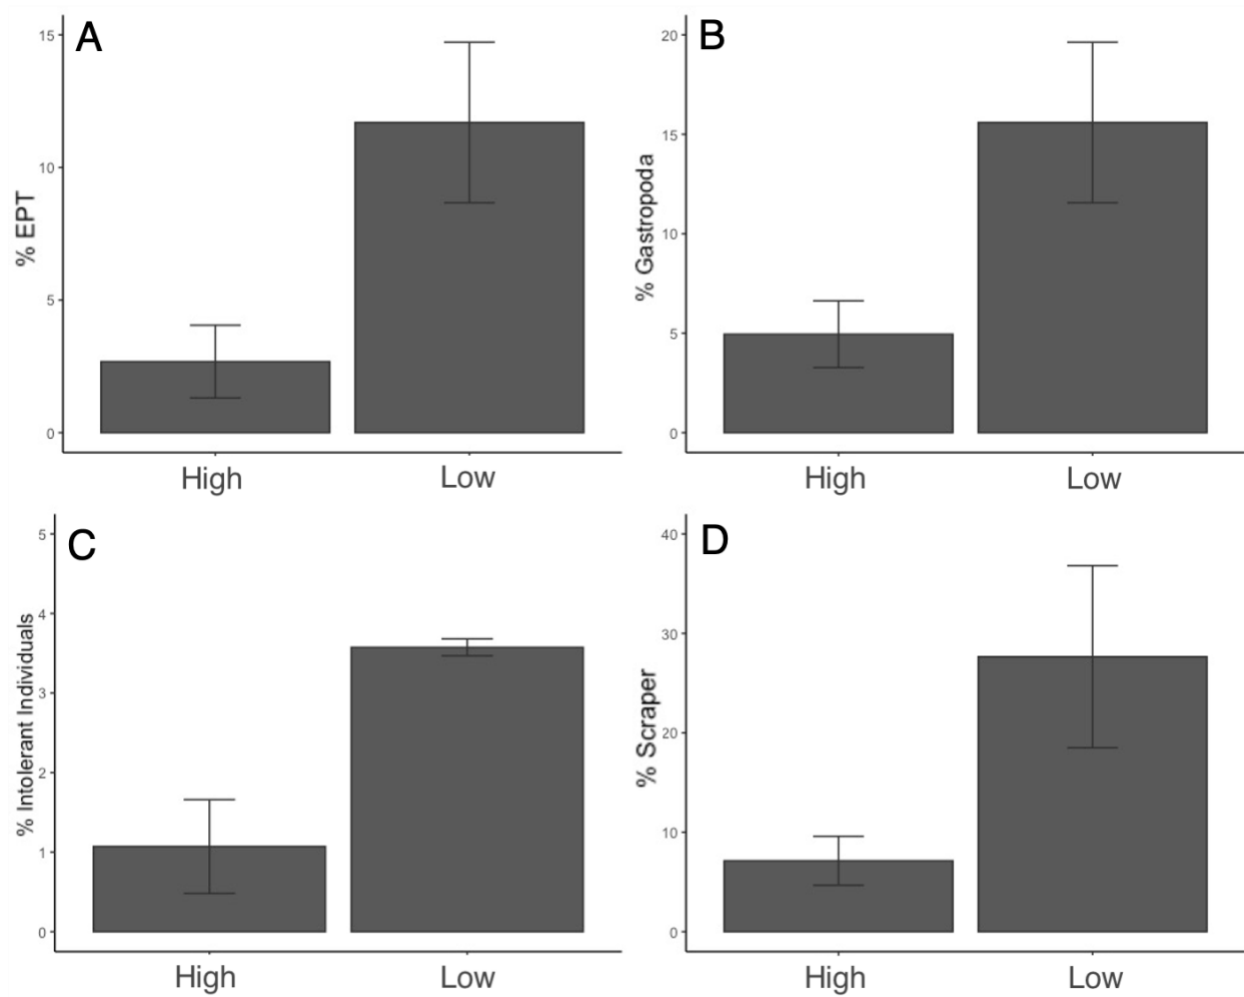 A
% EPT
15
10
5
0
High
Low
B
% Gastropoda
20
15
10
5
0
High
Low
C
% Intolerant Individuals
5
4
3
2
1
0
High
Low
D
% Scraper
40
30
20
10
0
High
Low